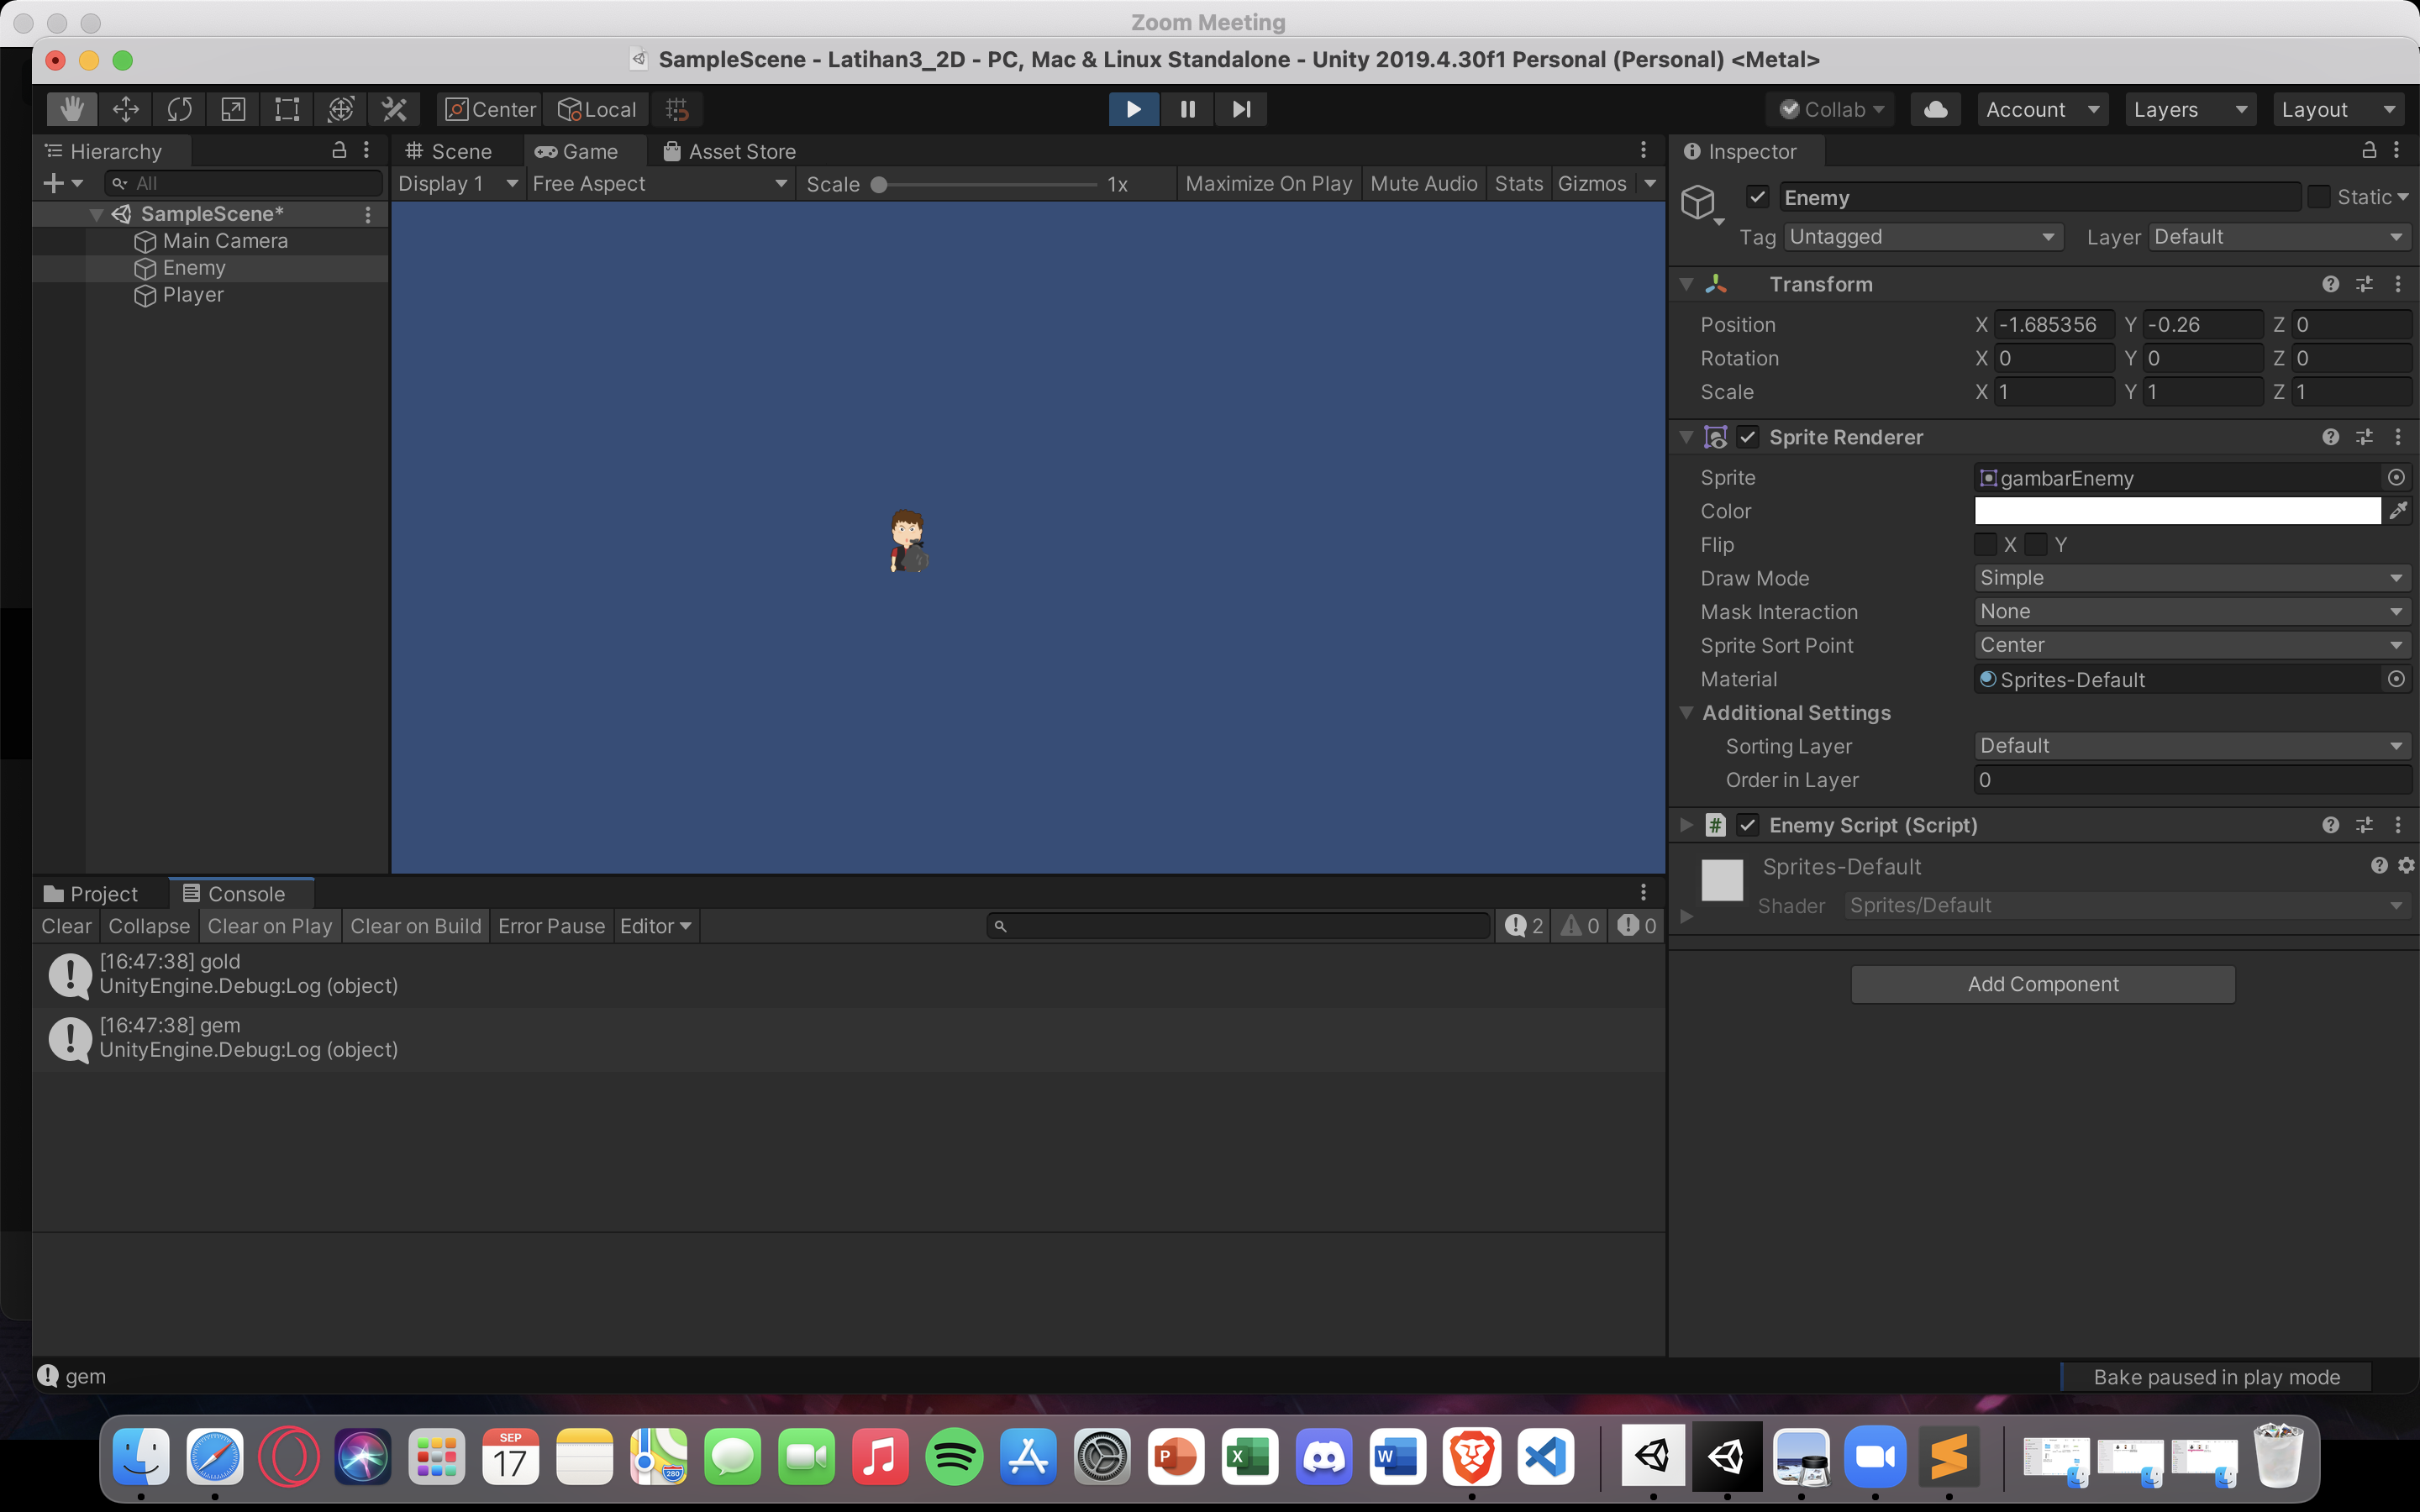 Zoom Meeting
SampleScene - Latihan3_2D - PC, Mac & Linux Standalone - Unity 2019.4.30f1 Personal (Personal) <Metal>
Center Local Collab Account Layers Layout
Hierarchy
All
SampleScene*
Main Camera
Enemy
Player
Scene Game Asset Store
Display 1 Free Aspect Scale 1x Maximize On Play Mute Audio Stats Gizmos
Inspector
Enemy Static
Tag Untagged Layer Default
Transform
Position X -1.685356 Y -0.26 Z 0
Rotation X 0 Y 0 Z 0
Scale X 1 Y 1 Z 1
Sprite Renderer
Sprite gambarEnemy
Color
Flip X Y
Draw Mode Simple
Mask Interaction None
Sprite Sort Point Center
Material Sprites-Default
Additional Settings
Sorting Layer Default
Order in Layer 0
# Enemy Script (Script)
Sprites-Default
Shader Sprites/Default
Add Component
Project Console
Clear Collapse Clear on Play Clear on Build Error Pause Editor 2 0 0
[16:47:38] gold
UnityEngine.Debug:Log (object)
[16:47:38] gem
UnityEngine.Debug:Log (object)
gem
Bake paused in play mode
SEP
17
280
P
X
W